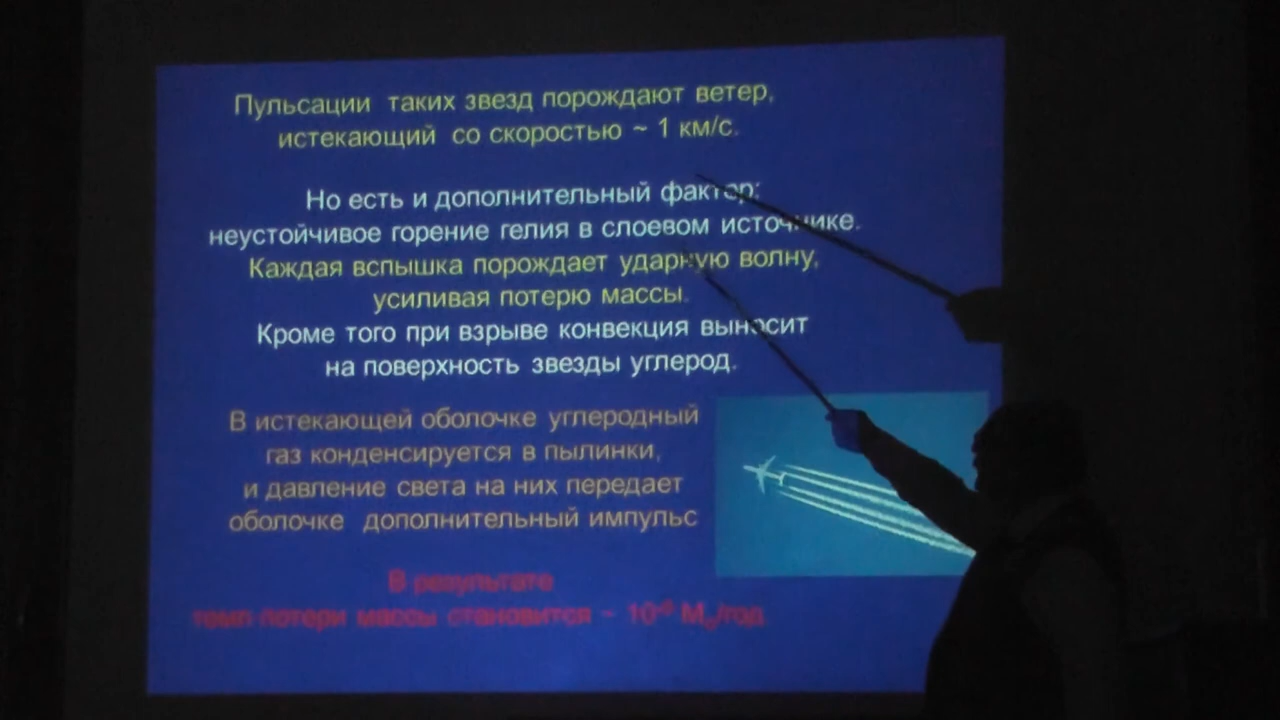 Пульсации таких звезд порождают ветер,
истекающий со скоростью ~ 1 км/с.
Но есть и дополнительный фактор:
неустойчивое горение гелия в слоевом источнике.
Каждая вспышка порождает ударную волну,
усиливая потерю массы.
Кроме того при взрыве конвекция выносит
на поверхность звезды углерод.
В истекающей оболочке углеродный
газ конденсируется в пылинки,
и давление света на них передает
оболочке дополнительный импульс
В результате
темп потери массы становится ~